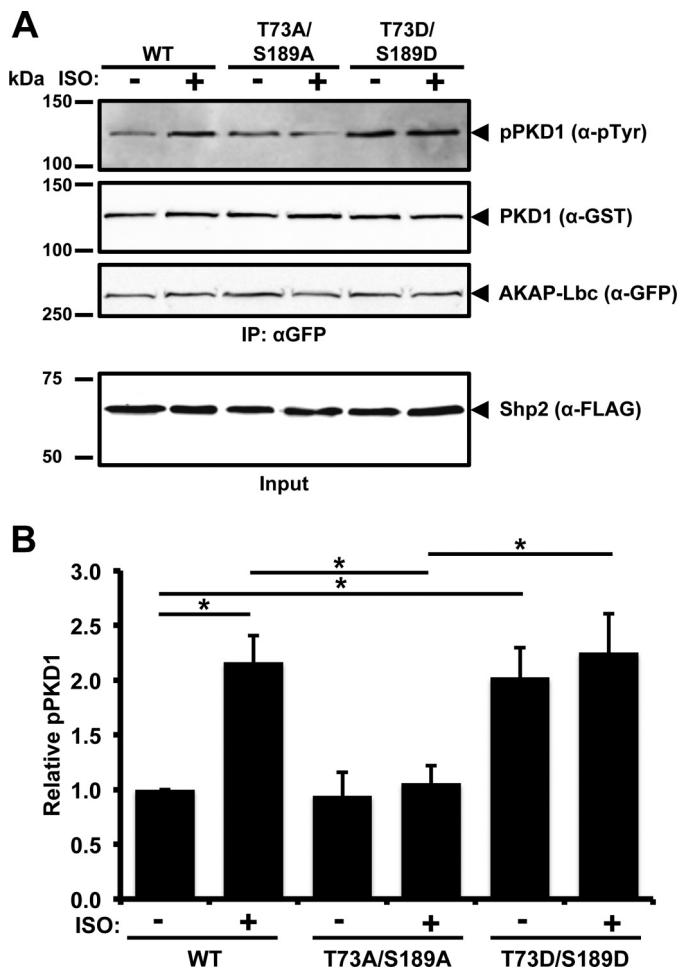 A
WT
T73A/
S189A
T73D/
S189D
kDa ISO: - + - + - +
150
100
pPKD1 (α-pTyr)
150
100
PKD1 (α-GST)
250
AKAP-Lbc (α-GFP)
IP: αGFP
75
50
Shp2 (α-FLAG)
Input
B
Relative pPKD1
3.0
2.5
2.0
1.0
1.0
0.5
0.0
*
*
*
*
ISO: - + - + - +
WT
T73A/S189A
T73D/S189D